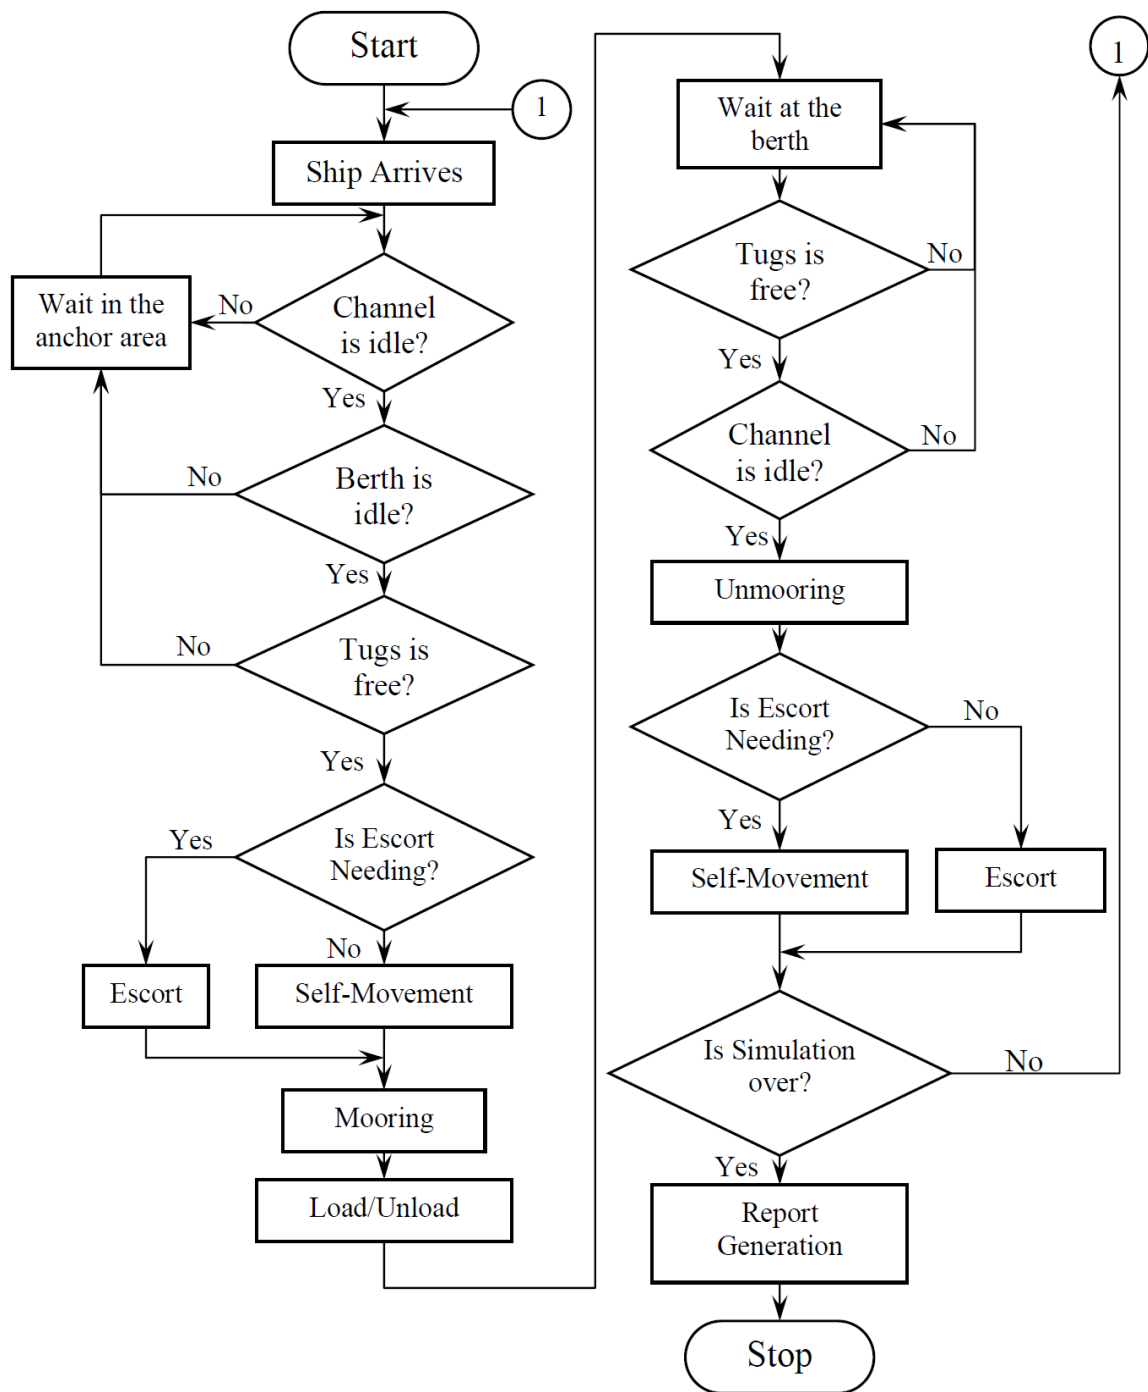 Start
1
Ship Arrives
Wait in the
anchor area
No
Channel
is idle?
Yes
No
Berth is
idle?
Yes
No
Tugs is
free?
Yes
Yes
Is Escort
Needing?
No
Escort
Self-Movement
Mooring
Load/Unload
Wait at the
berth
Tugs is
free?
No
Yes
Channel
is idle?
No
Yes
Unmooring
Is Escort
Needing?
No
Yes
Self-Movement
Escort
Is Simulation
over?
No
Yes
Report
Generation
Stop
1